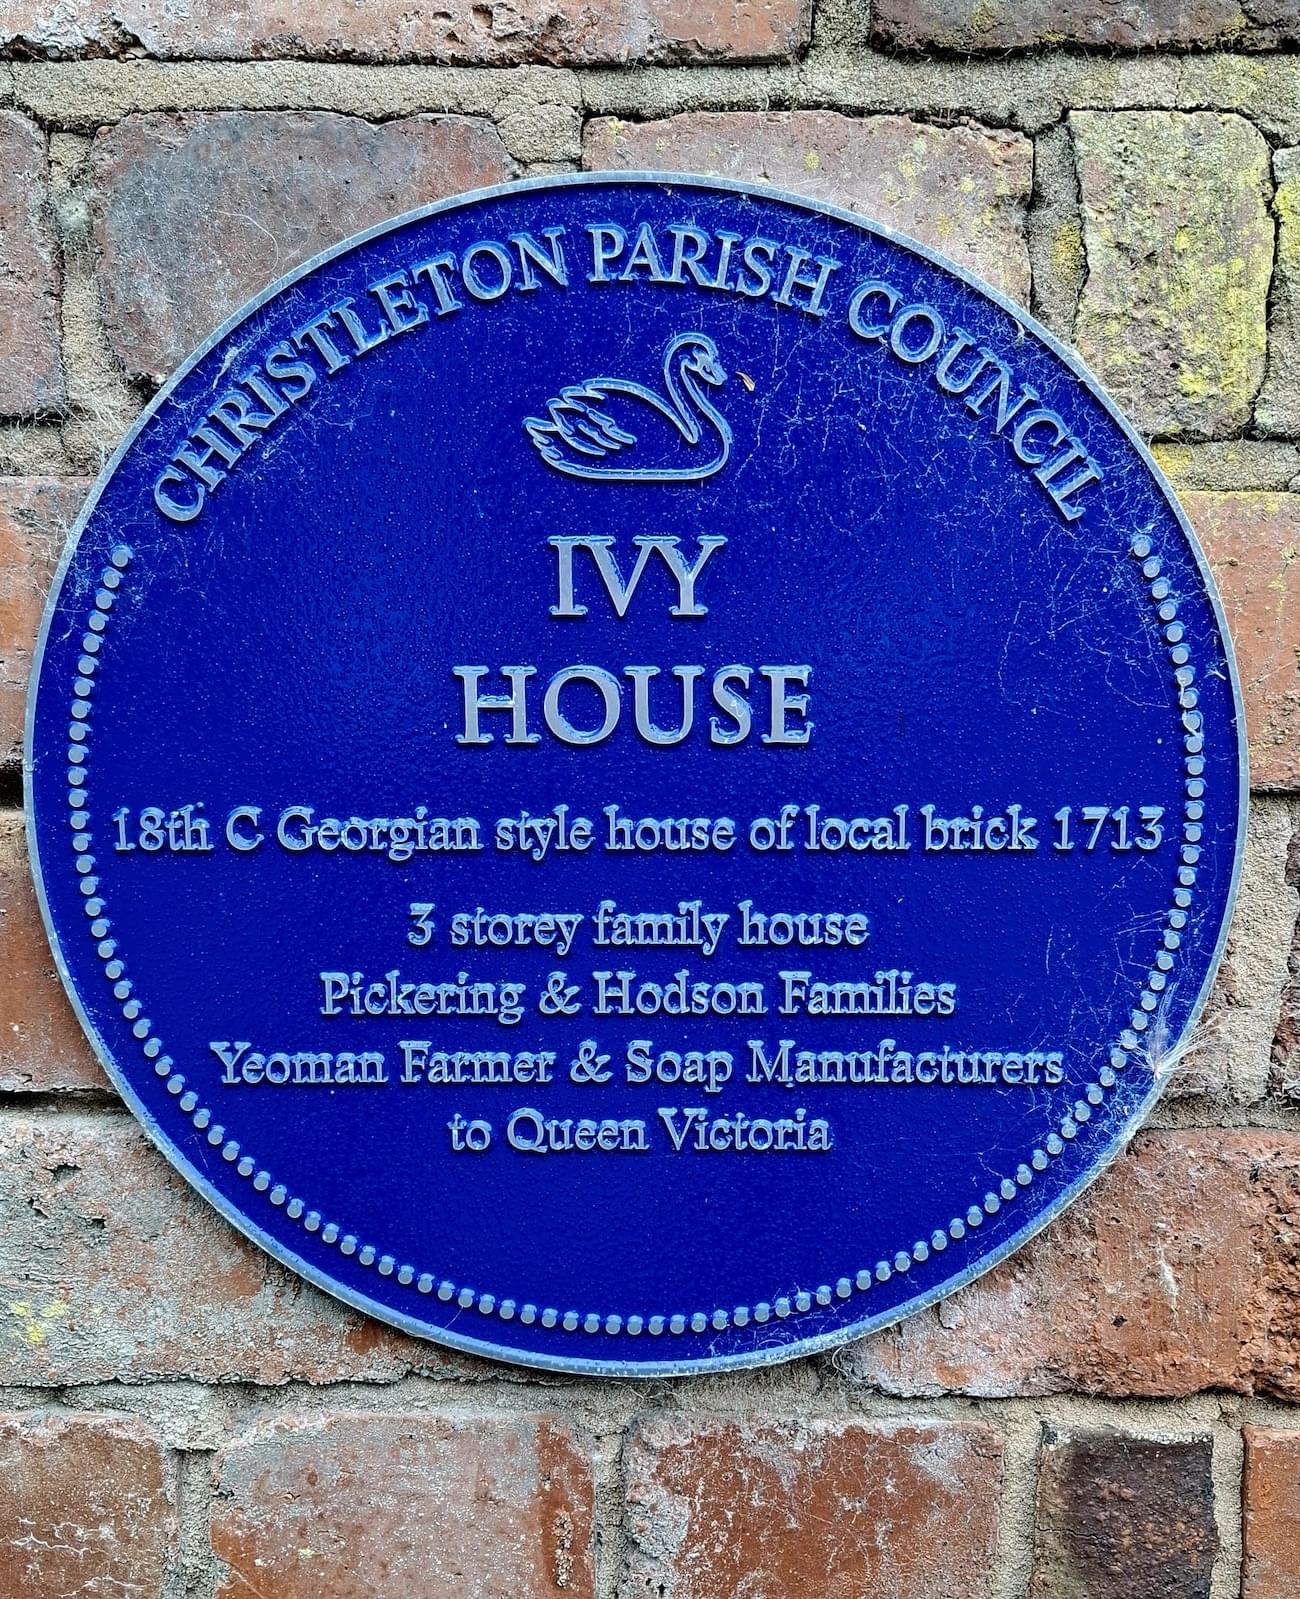 CHRISTLETON PARISH COUNCIL
IVY
HOUSE
18th C Georgian style house of local brick 1713
3 storey family house
Pickering & Hodson Families
Yeoman Farmer & Soap Manufacturers
to Queen Victoria